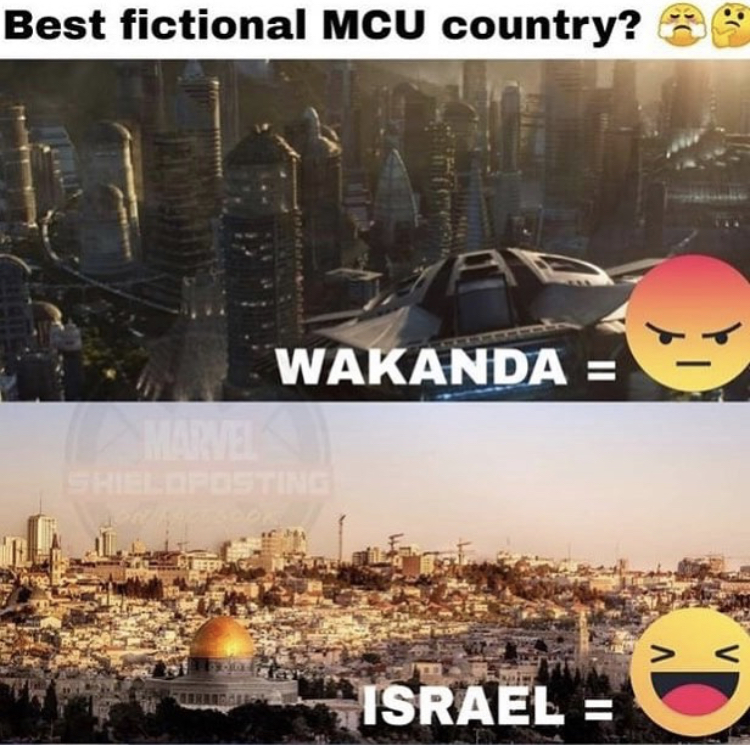 Best fictional MCU country? 😤🤔
WAKANDA =
MARVEL
SHIELDPOSTING
ISRAEL =